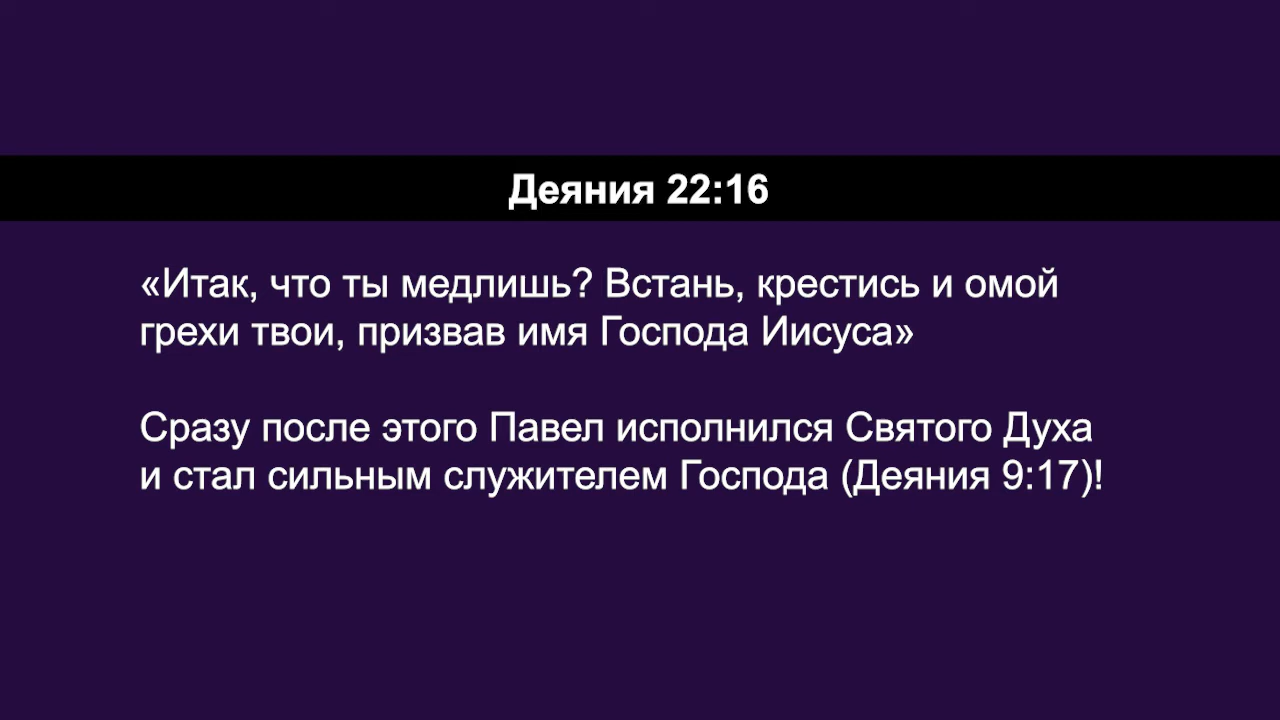 Деяния 22:16
«Итак, что ты медлишь? Встань, крестись и омой
грехи твои, призвав имя Господа Иисуса»
Сразу после этого Павел исполнился Святого Духа
и стал сильным служителем Господа (Деяния 9:17)!